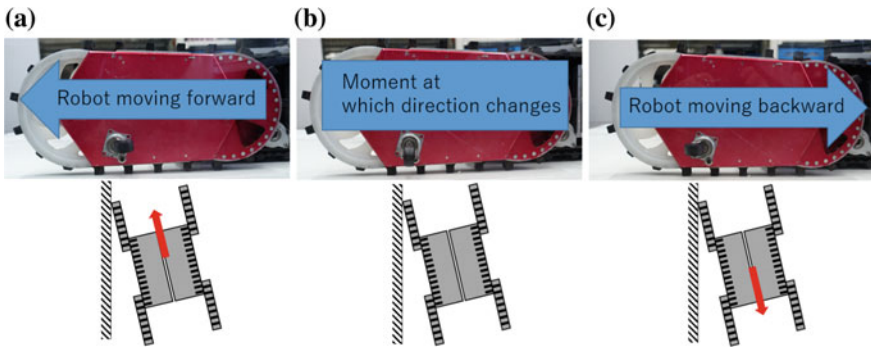 (a)
(b)
(c)
Robot moving forward
Moment at
which direction changes
Robot moving backward